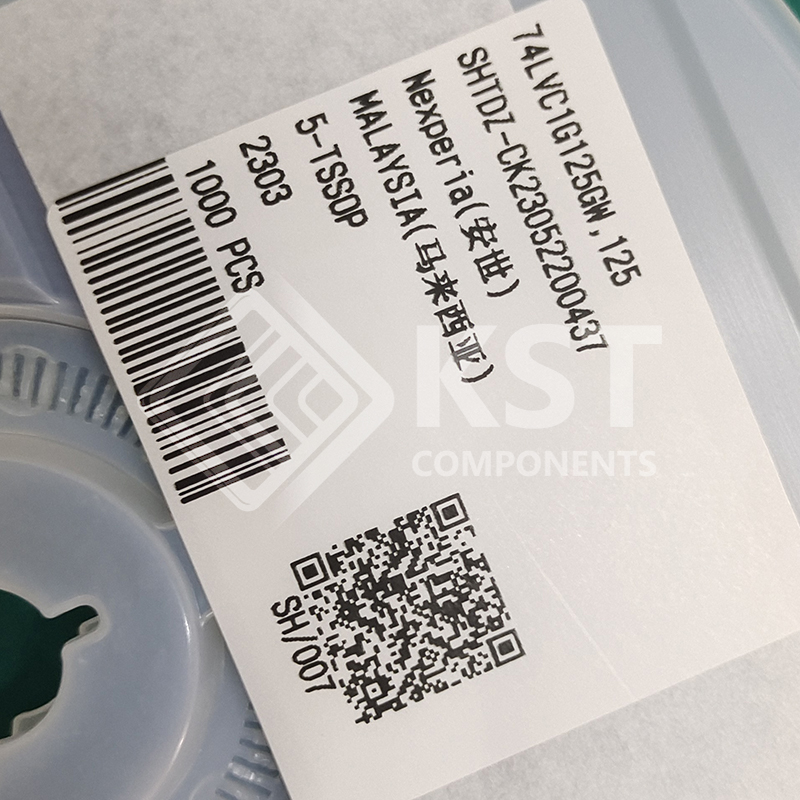 74LVC1G125GW,125
SHTDZ-CK23052200437
Nexperia(安世)
MALAYSIA(马来西亚)
5-TSSOP
2303
1000 PCS
SH/007
KST
COMPONENTS